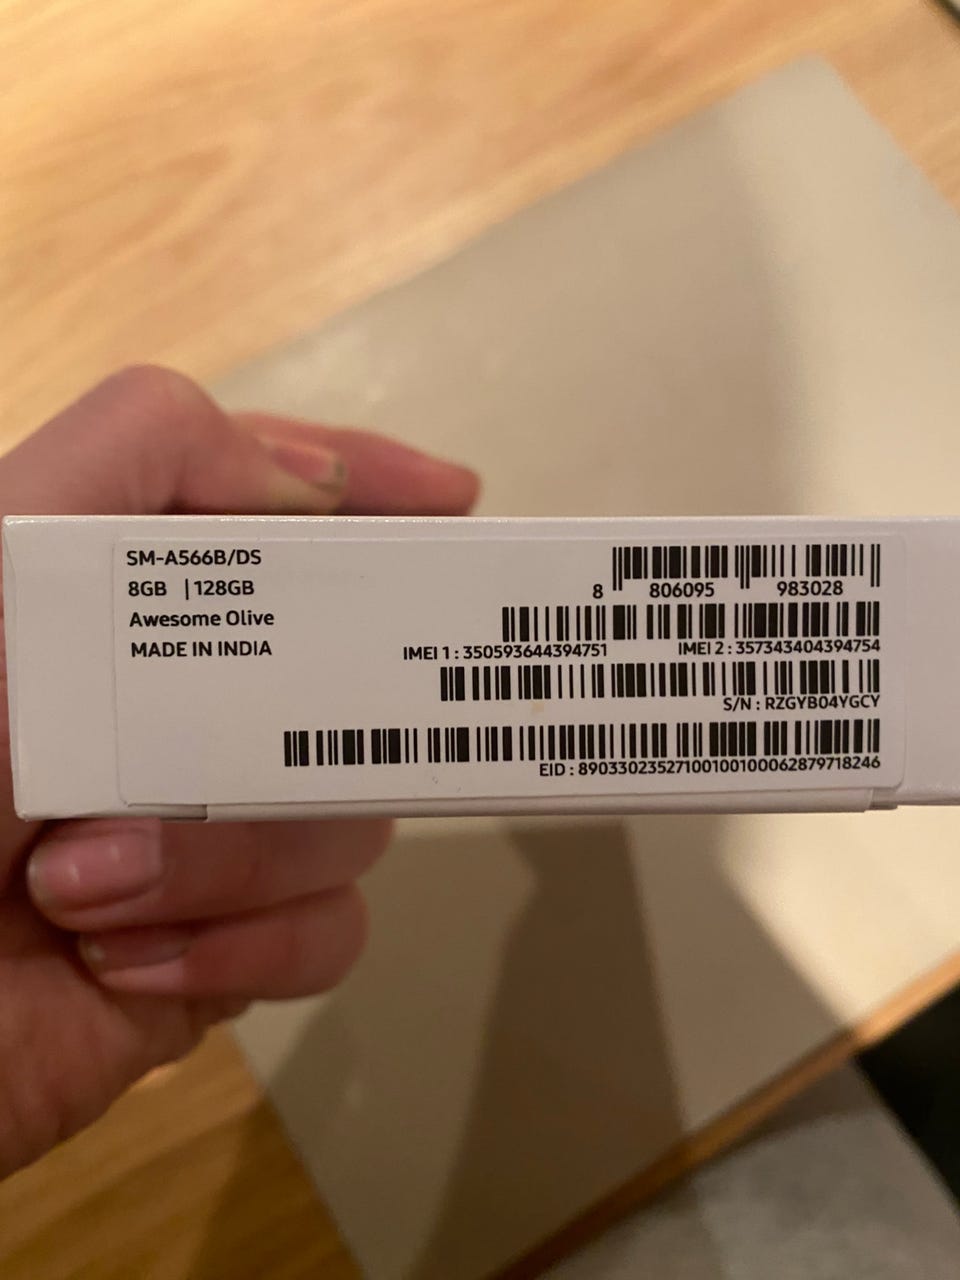 SM-A566B/DS
8GB | 128GB
Awesome Olive
MADE IN INDIA
8 806095 983028
IMEI 1 : 350593644394751 IMEI 2 : 357343404394754
S/N : RZGYB04YGCY
EID : 89033023527100100100062879718246